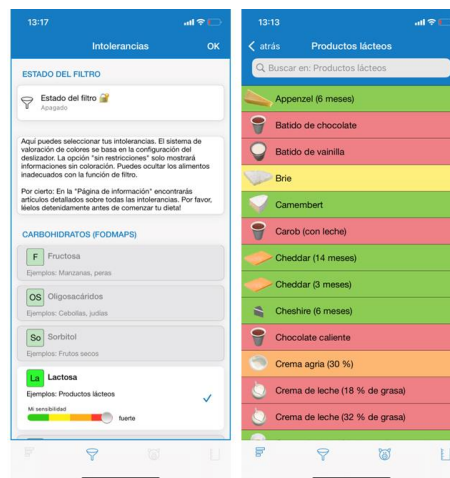 13:17
Intolerancias
OK
ESTADO DEL FILTRO
Estado del filtro
Apagado
Aquí puedes seleccionar tus intolerancias. El sistema de
valoración de colores se basa en la configuración del
deslizador. La opción "sin restricciones" solo mostrará
informaciones sin coloración. Puedes ocultar los alimentos
inadecuados con la función de filtro.
Por cierto: En la "Página de información" encontrarás
artículos detallados sobre todas las intolerancias. Por favor,
léelos detenidamente antes de comenzar tu dieta!
CARBOHIDRATOS (FODMAPS)
F Fructosa
Ejemplos: Manzanas, peras
OS Oligosacáridos
Ejemplos: Cebollas, judías
So Sorbitol
Ejemplos: Frutos secos
La Lactosa
Ejemplos: Productos lácteos
Mi sensibilidad
fuerte
13:13
atrás
Productos lácteos
Buscar en: Productos lácteos
Appenzel (6 meses)
Batido de chocolate
Batido de vainilla
Brie
Camembert
Carob (con leche)
Cheddar (14 meses)
Cheddar (3 meses)
Cheshire (6 meses)
Chocolate caliente
Crema agria (30 %)
Crema de leche (18 % de grasa)
Crema de leche (32 % de grasa)